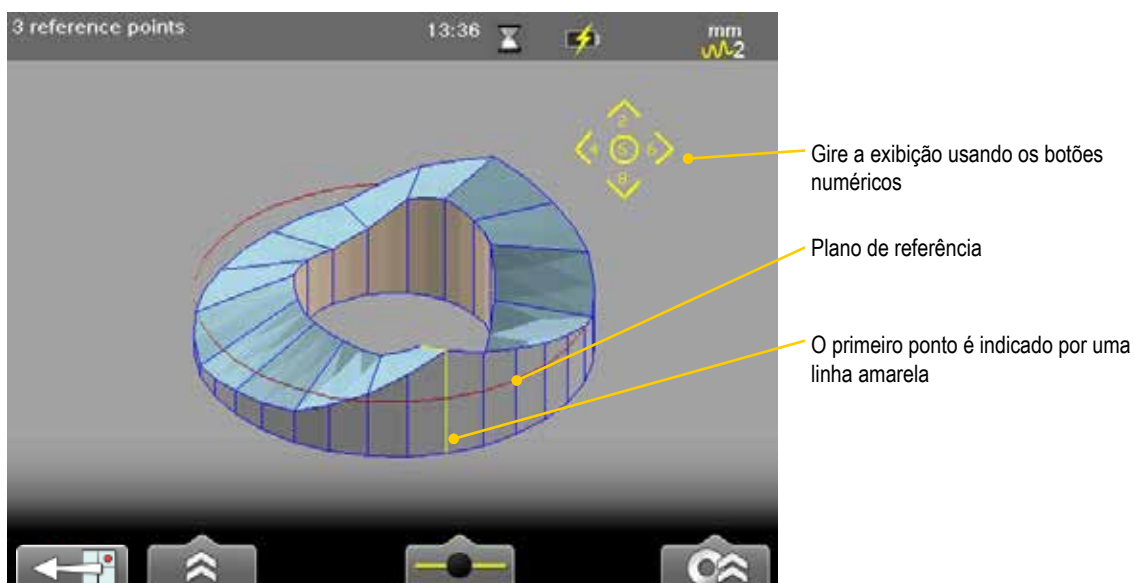 3 reference points
13:36
mm
2
2
4 5 6
8
Gire a exibição usando os botões
numéricos
Plano de referência
O primeiro ponto é indicado por uma
linha amarela